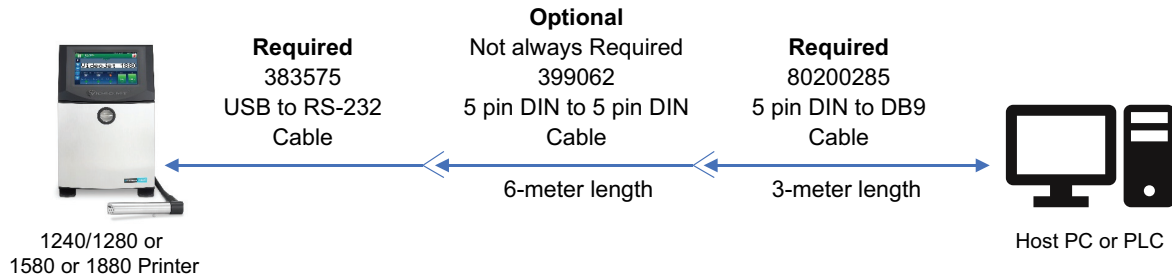 Optional
Required
Not always Required
Required
383575
399062
80200285
USB to RS-232
5 pin DIN to 5 pin DIN
5 pin DIN to DB9
Cable
Cable
Cable
6-meter length
3-meter length
1240/1280 or
1580 or 1880 Printer
Host PC or PLC